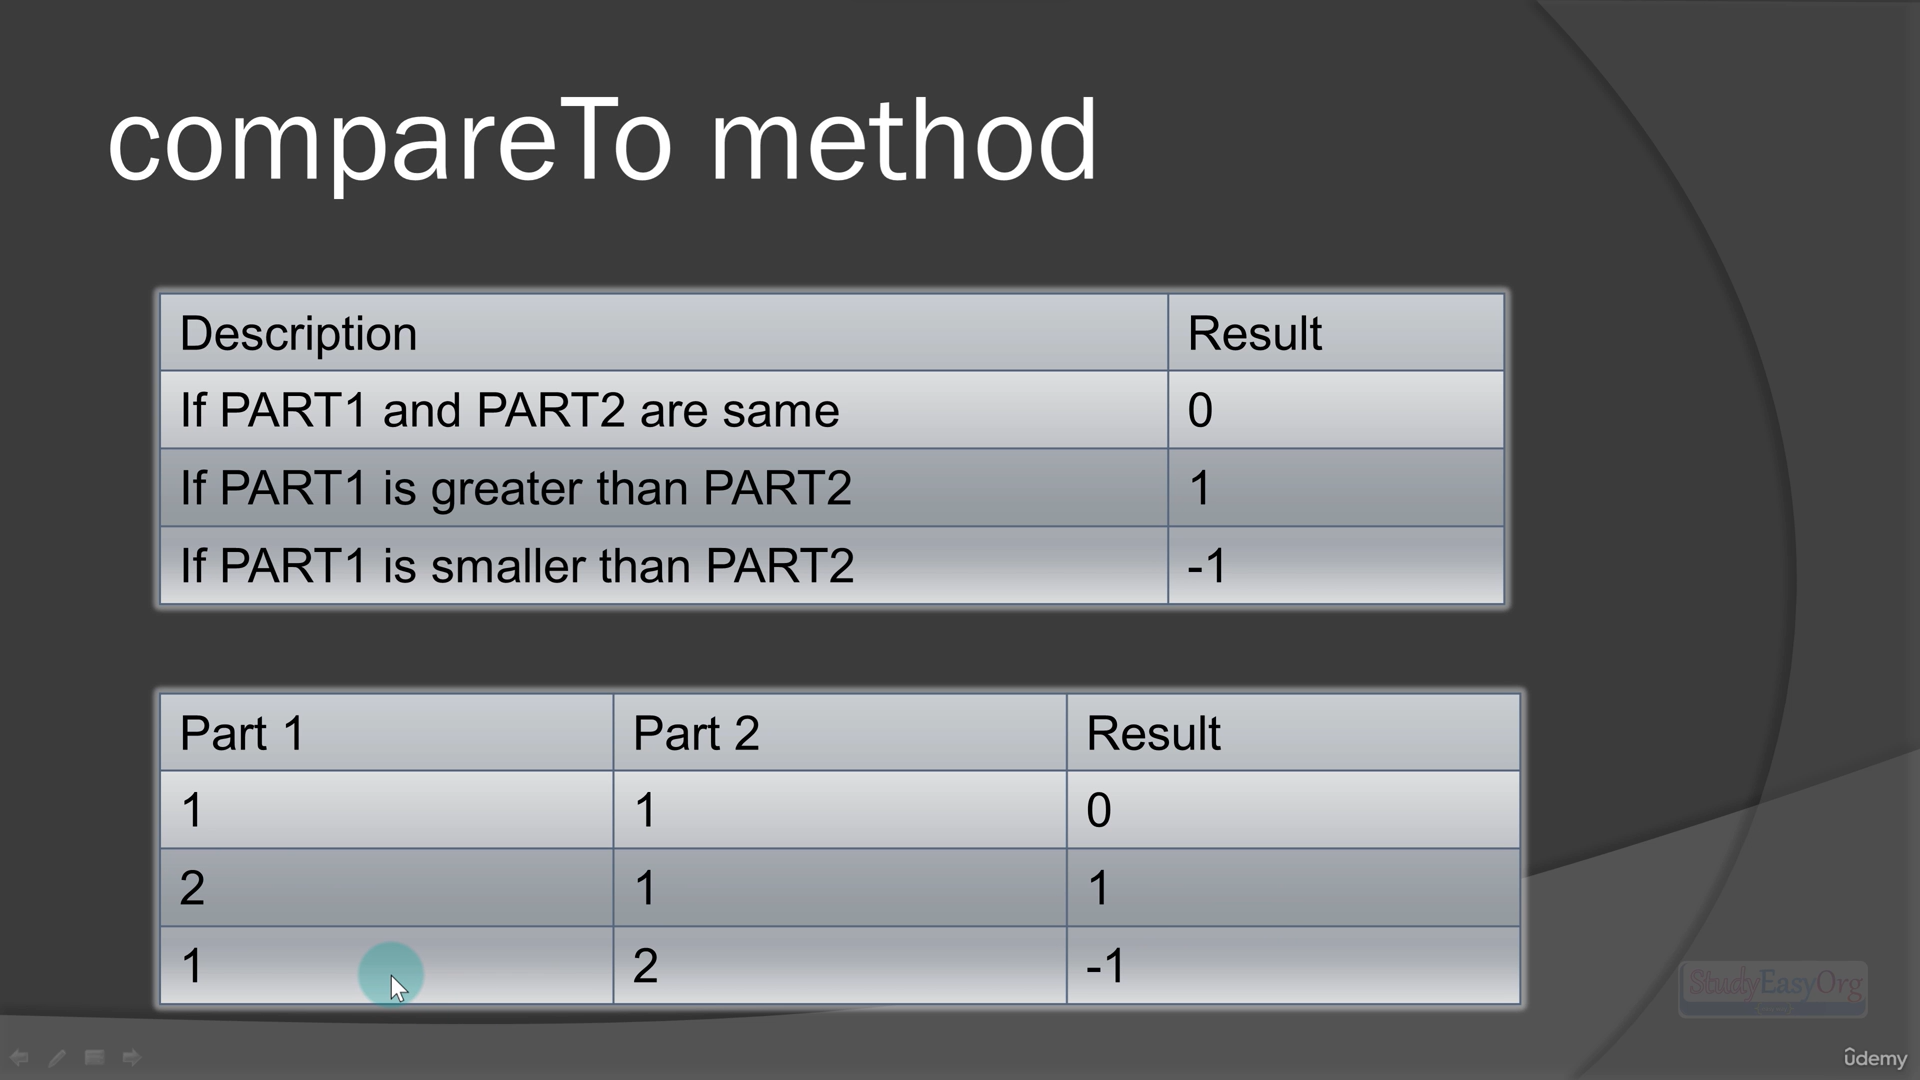 compareTo method
Description Result
If PART1 and PART2 are same 0
If PART1 is greater than PART2 1
If PART1 is smaller than PART2 -1
Part 1 Part 2 Result
1 1 0
2 1 1
1 2 -1
StudyEasyOrg
ûdemy